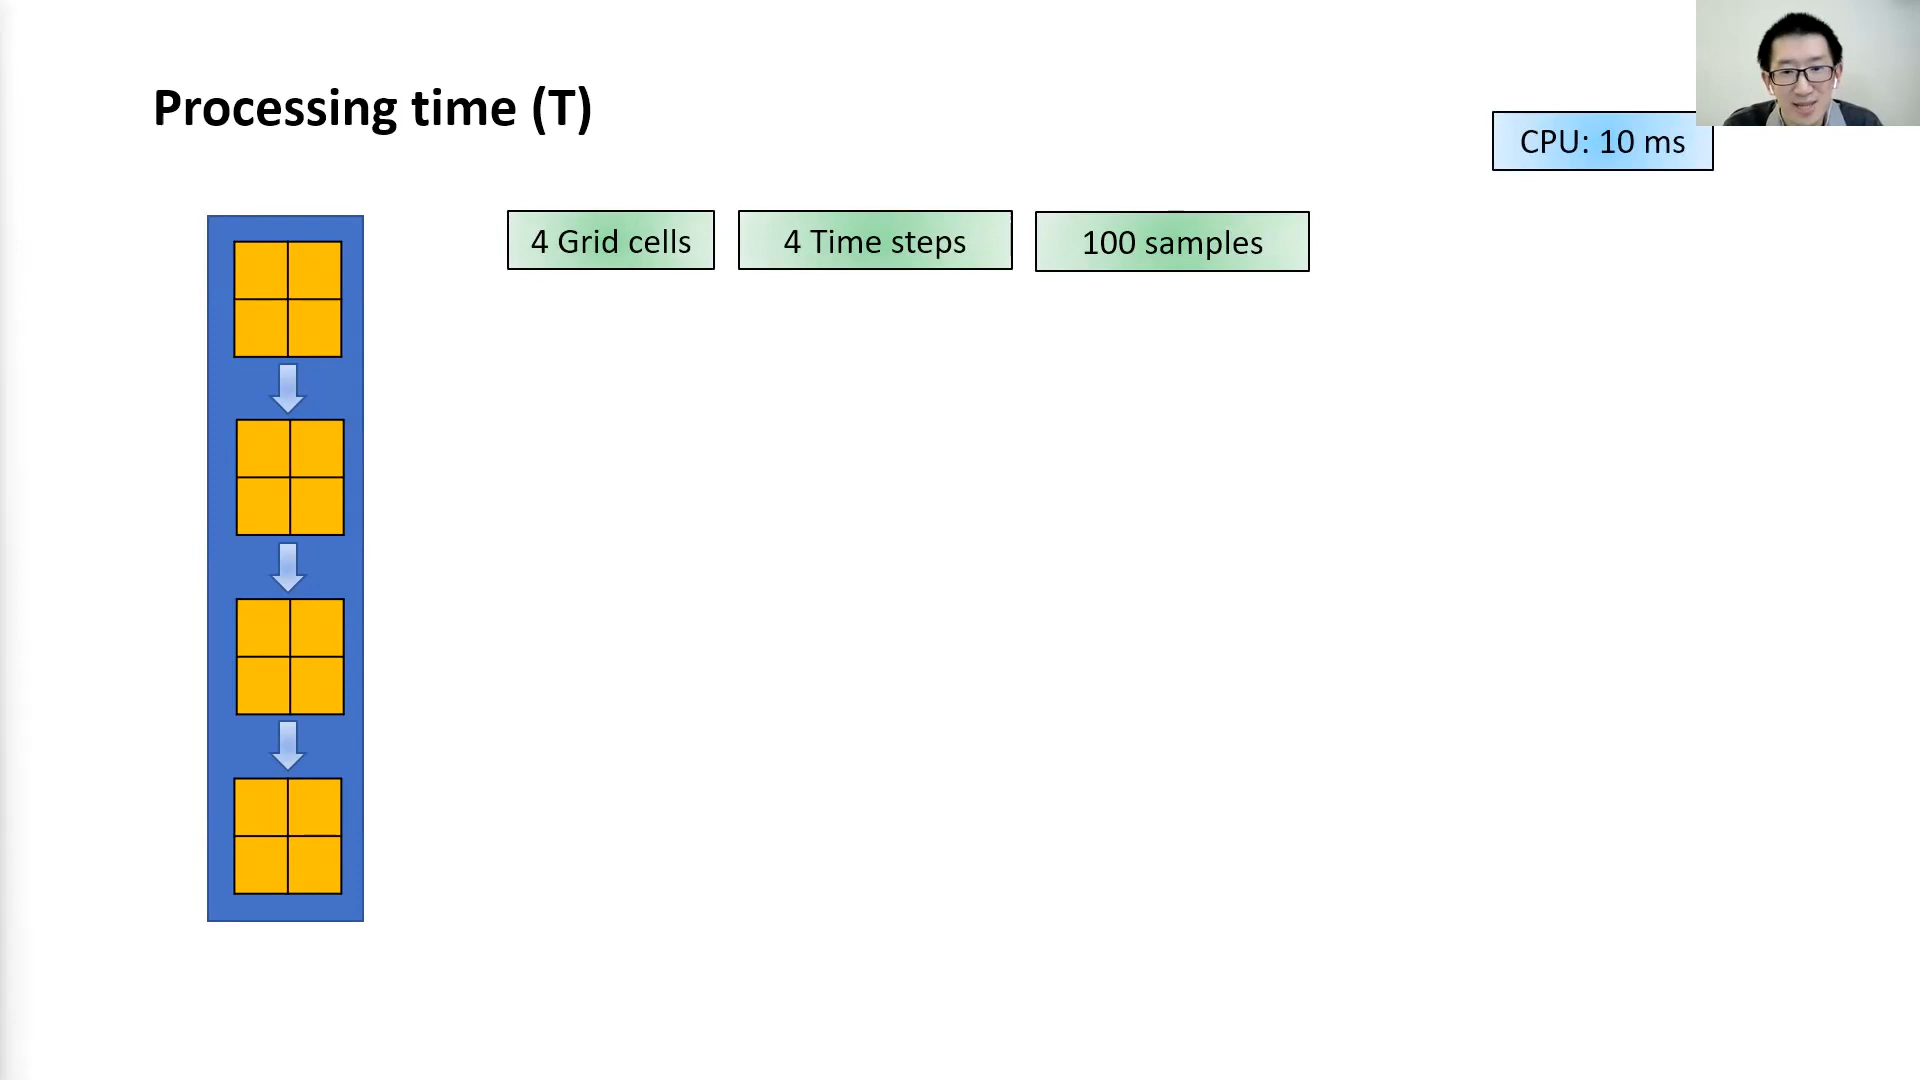 Processing time (T)
CPU: 10 ms
4 Grid cells
4 Time steps
100 samples